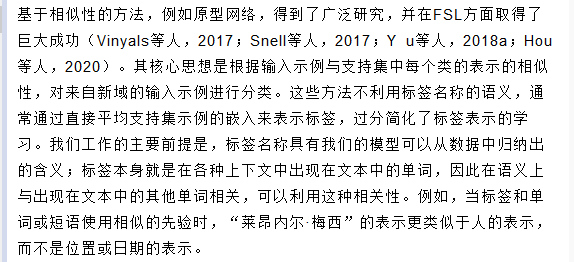 基于相似性的方法，例如原型网络，得到了广泛研究，并在FSL方面取得了
巨大成功（Vinyals等人，2017；Snell等人，2017；Y u等人，2018a；Hou
等人，2020）。其核心思想是根据输入示例与支持集中每个类的表示的相似
性，对来自新域的输入示例进行分类。这些方法不利用标签名称的语义，通
常通过直接平均支持集示例的嵌入来表示标签，过分简化了标签表示的学
习。我们工作的主要前提是，标签名称具有我们的模型可以从数据中归纳出
的含义；标签本身就是在各种上下文中出现在文本中的单词，因此在语义上
与出现在文本中的其他单词相关，可以利用这种相关性。例如，当标签和单
词或短语使用相似的先验时，“莱昂内尔·梅西”的表示更类似于人的表示，
而不是位置或日期的表示。